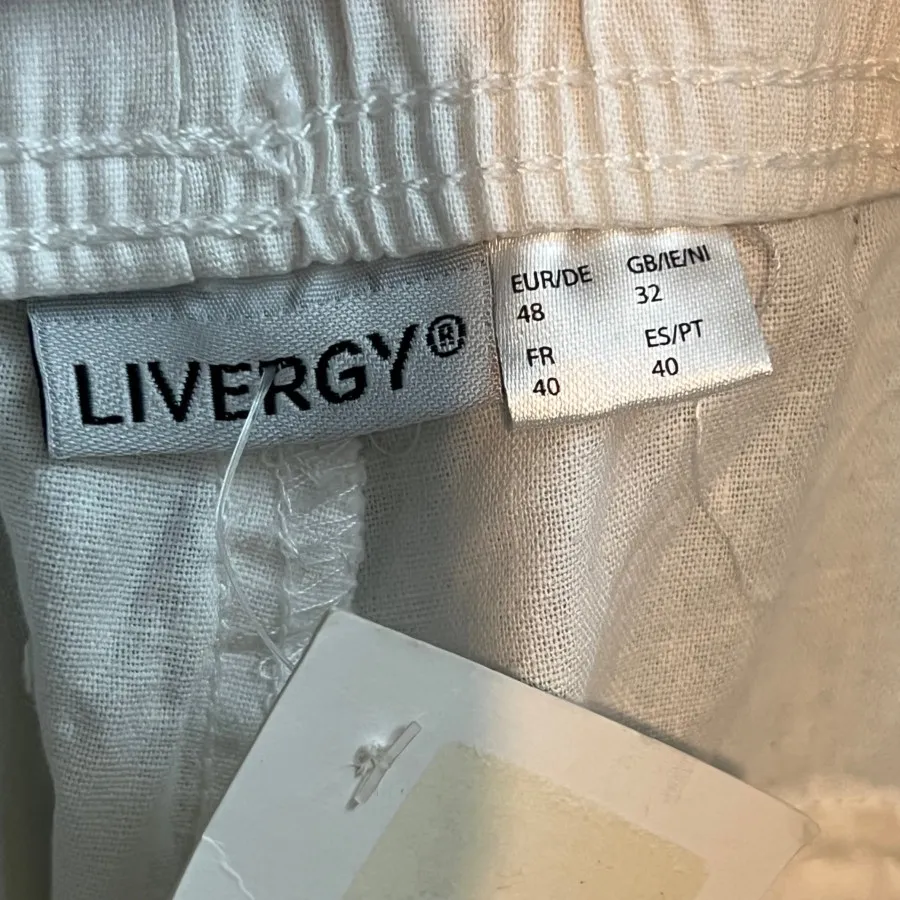 LIVERGY®
EUR/DE GB/IE/NI
48 32
FR ES/PT
40 40